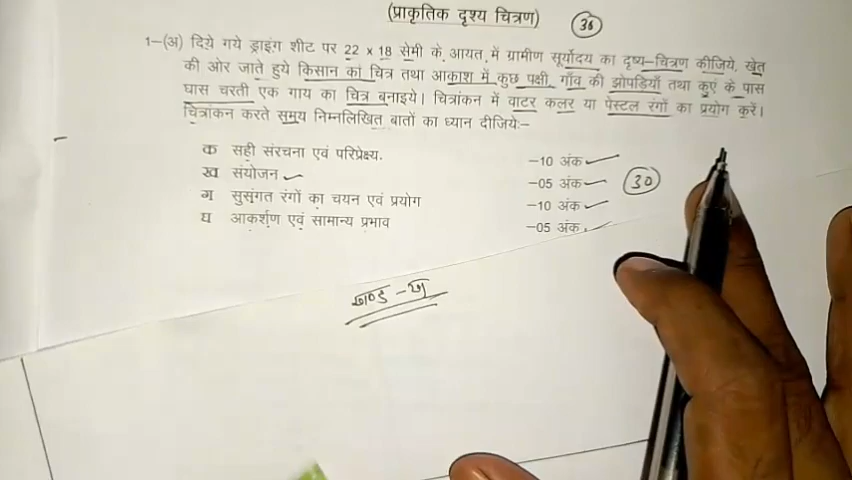 (प्राकृतिक दृश्य चित्रण) 30
1–(अ) दिये गये ड्राइंग शीट पर 22 x 18 सेमी के आयत में ग्रामीण सूर्योदय का दृष्य–चित्रण कीजिये, खेत
की ओर जाते हुये किसान का चित्र तथा आकाश में कुछ पक्षी, गाँव की झोपडियाँ तथा कुएं के पास
घास चरती एक गाय का चित्र बनाइये। चित्रांकन में वाटर कलर या पेस्टल रंगों का प्रयोग करें।
चित्रांकन करते समय निम्नलिखित बातों का ध्यान दीजिये:–
क सही संरचना एवं परिप्रेक्ष्य. –10 अंक
ख संयोजन –05 अंक 30
ग सुसंगत रंगों का चयन एवं प्रयोग –10 अंक
घ आकर्शण एवं सामान्य प्रभाव –05 अंक.
खण्ड – ख